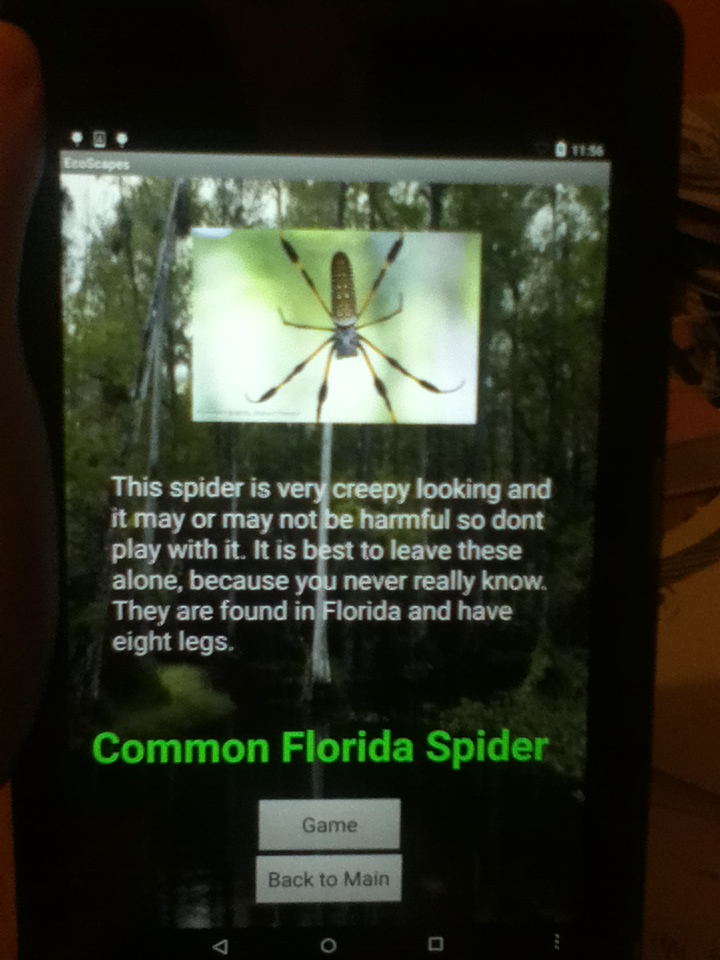 11:56
EcoScapes
This spider is very creepy looking and
it may or may not be harmful so dont
play with it. It is best to leave these
alone, because you never really know.
They are found in Florida and have
eight legs.
Common Florida Spider
Game
Back to Main